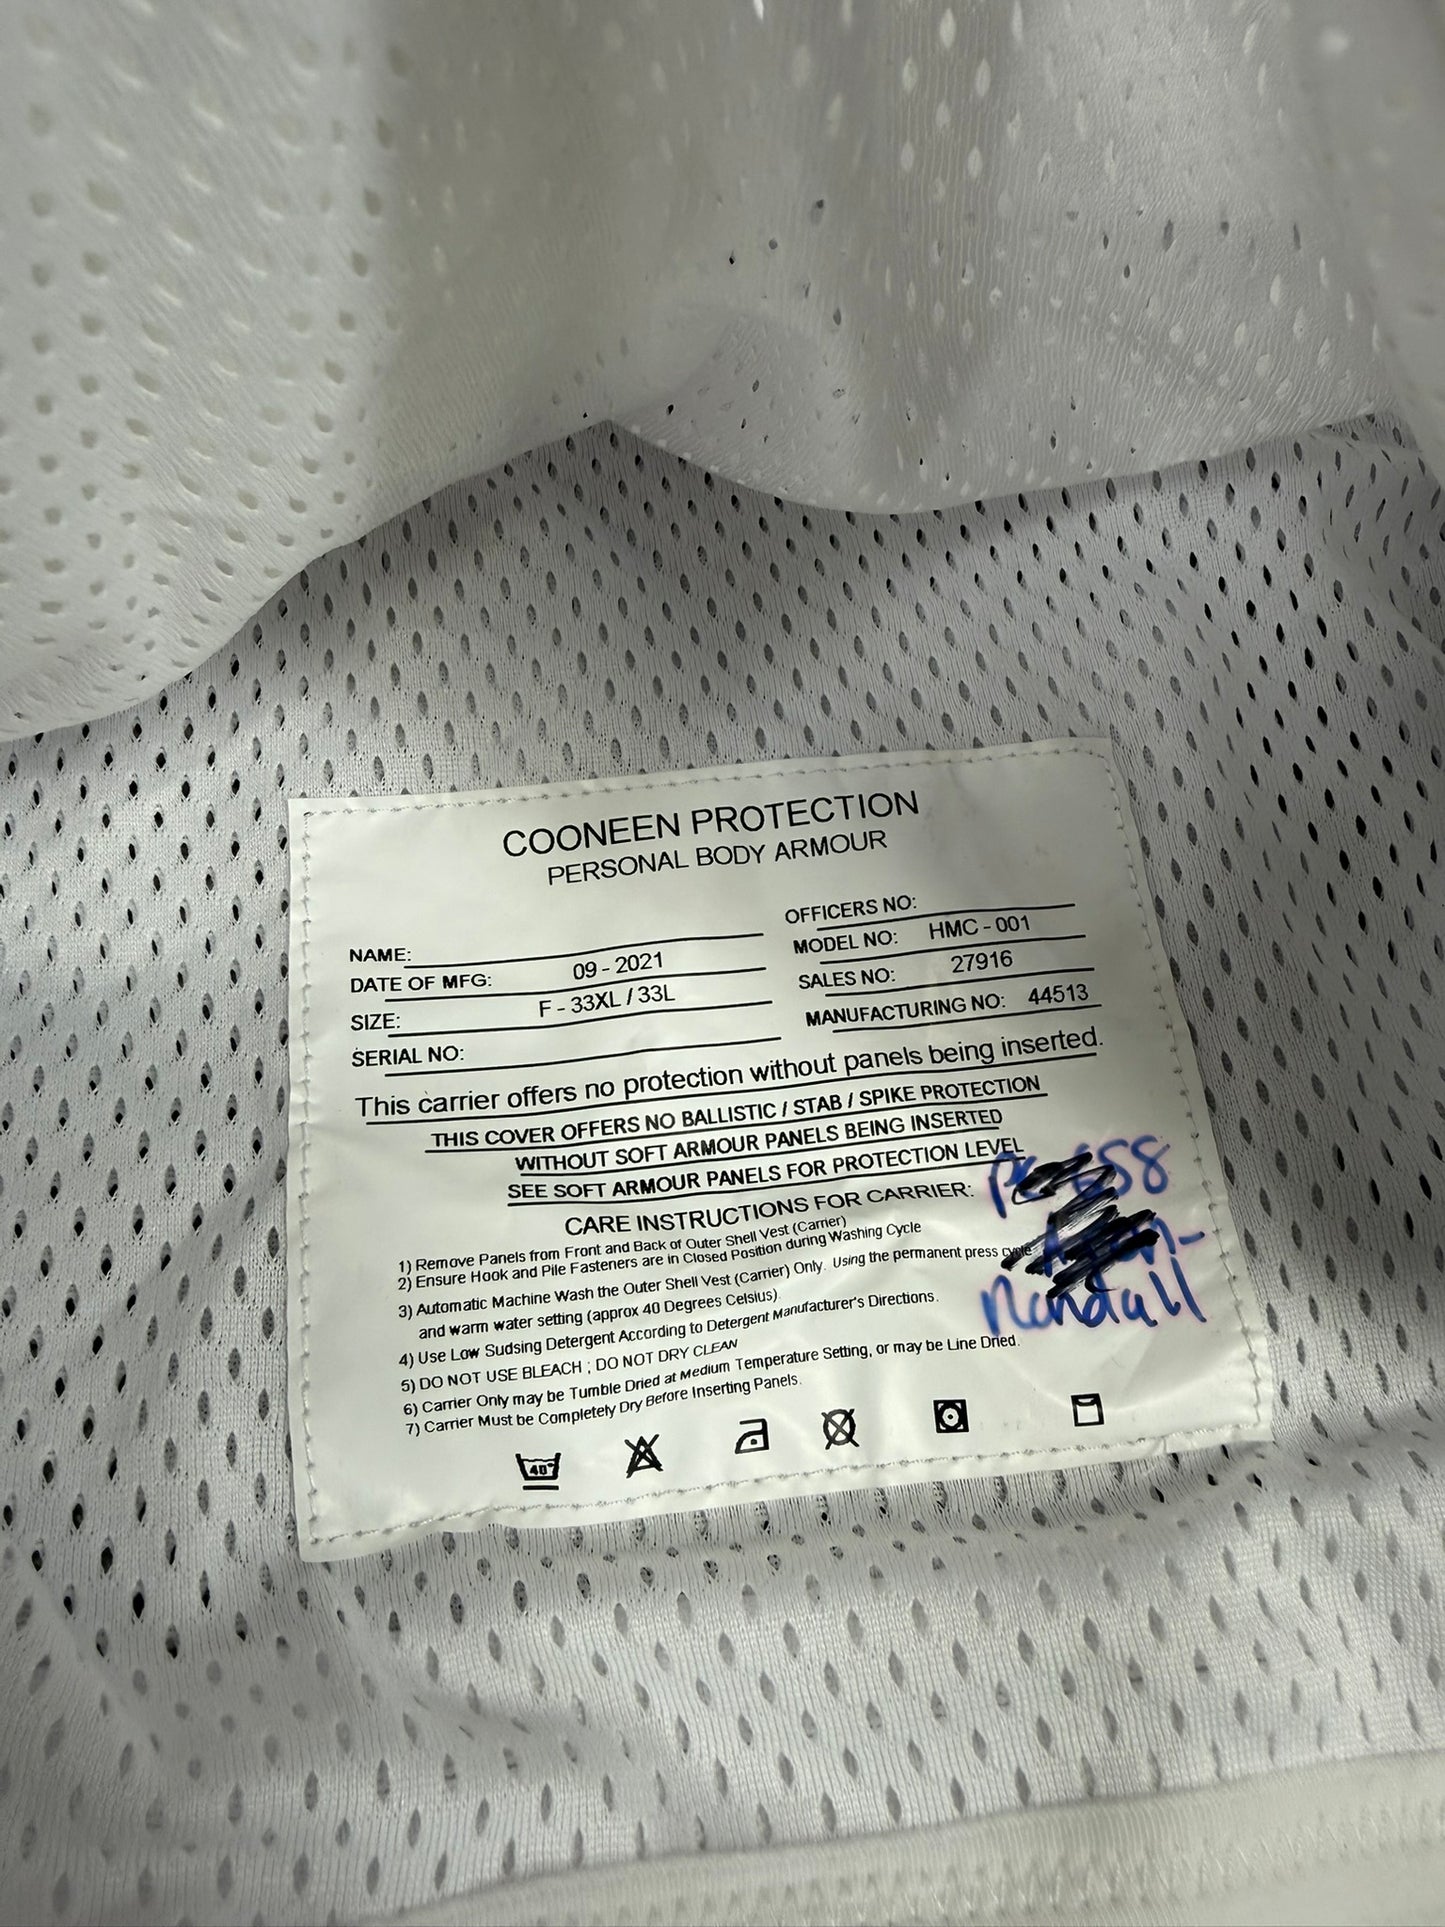 COONEEN PROTECTION
PERSONAL BODY ARMOUR
NAME:
DATE OF MFG: 09 - 2021
SIZE: F - 33XL / 33L
SERIAL NO:
OFFICERS NO:
MODEL NO: HMC - 001
SALES NO: 27916
MANUFACTURING NO: 44513
This carrier offers no protection without panels being inserted.
THIS COVER OFFERS NO BALLISTIC / STAB / SPIKE PROTECTION
WITHOUT SOFT ARMOUR PANELS BEING INSERTED
SEE SOFT ARMOUR PANELS FOR PROTECTION LEVEL
CARE INSTRUCTIONS FOR CARRIER:
1) Remove Panels from Front and Back of Outer Shell Vest (Carrier)
2) Ensure Hook and Pile Fasteners are in Closed Position during Washing Cycle
3) Automatic Machine Wash the Outer Shell Vest (Carrier) Only. Using the permanent press cycle
and warm water setting (approx 40 Degrees Celsius).
4) Use Low Sudsing Detergent According to Detergent Manufacturer's Directions.
5) DO NOT USE BLEACH ; DO NOT DRY CLEAN
6) Carrier Only may be Tumble Dried at Medium Temperature Setting, or may be Line Dried.
7) Carrier Must be Completely Dry Before Inserting Panels.
40°